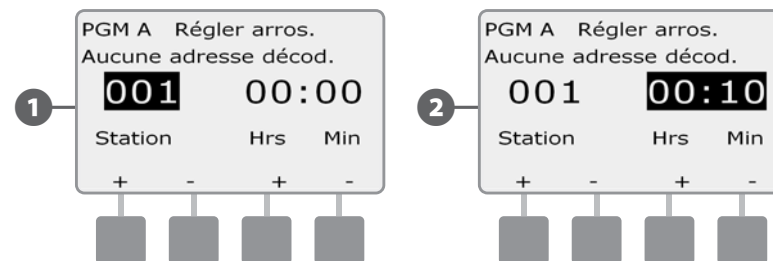 1
PGM A Régler arros.
Aucune adresse décod.
001 00:00
Station Hrs Min
+ - + -
2
PGM A Régler arros.
Aucune adresse décod.
001 00:10
Station Hrs Min
+ - + -